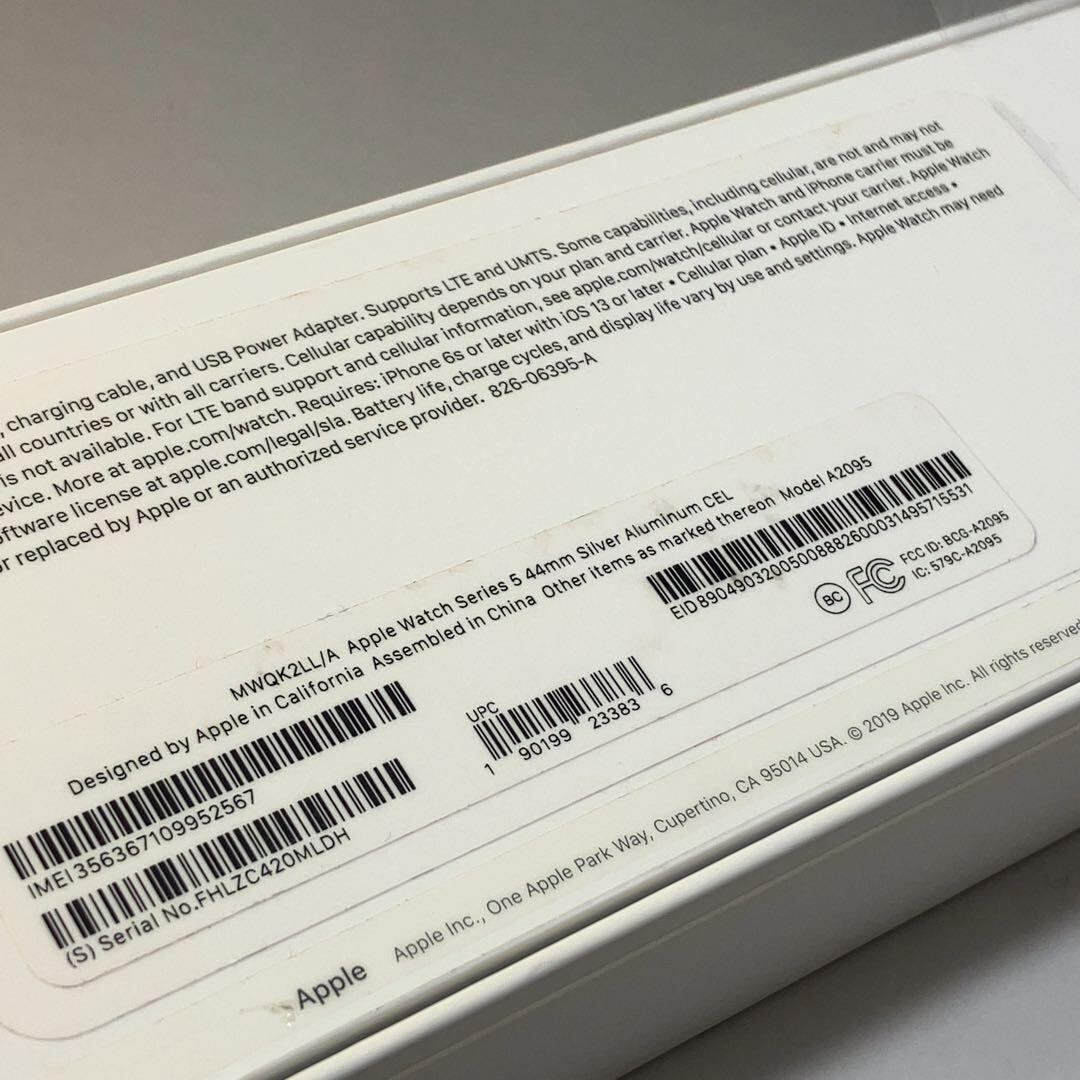 , charging cable, and USB Power Adapter. Supports LTE and UMTS. Some capabilities, including cellular, are not and may not
all countries or with all carriers. Cellular capability depends on your plan and carrier. Apple Watch and iPhone carrier must be
is not available. For LTE band support and cellular information, see apple.com/watch/cellular or contact your carrier. Apple Watch
evice. More at apple.com/watch. Requires: iPhone 6s or later with iOS 13 or later • Cellular plan • Apple ID • Internet access •
oftware license at apple.com/legal/sla. Battery life, charge cycles, and display life vary by use and settings. Apple Watch may need
or replaced by Apple or an authorized service provider. 826-06395-A
MWQK2LL/A Apple Watch Series 5 44mm Silver Aluminum CEL
Designed by Apple in California Assembled in China Other items as marked thereon Model A2095
EID 89049032005008882600031495715531
IMEI 356367109952567
UPC
1 90199 23383 6
BC FC FCC ID: BCG-A2095
IC: 579C-A2095
(S) Serial No.FHLZC420MLDH
Apple Apple Inc., One Apple Park Way, Cupertino, CA 95014 USA. © 2019 Apple Inc. All rights reserved